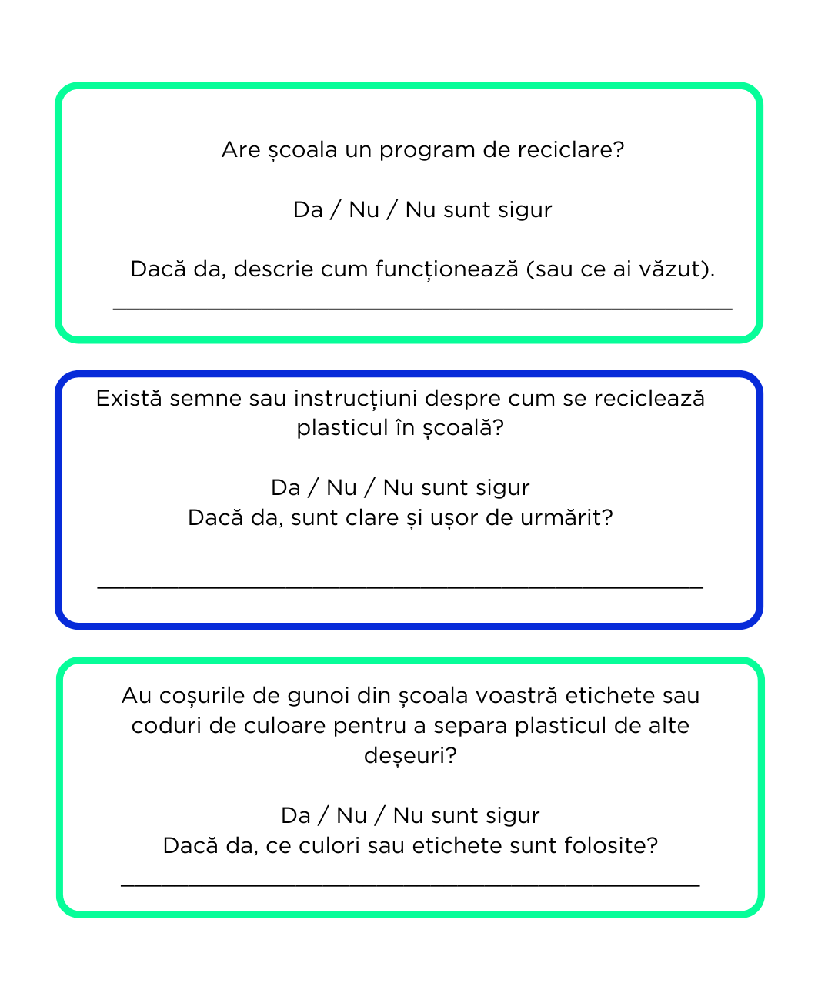 Are școala un program de reciclare?
Da / Nu / Nu sunt sigur
Dacă da, descrie cum funcționează (sau ce ai văzut).
______________________________________________
Există semne sau instrucțiuni despre cum se reciclează
plasticul în școală?
Da / Nu / Nu sunt sigur
Dacă da, sunt clare și ușor de urmărit?
_____________________________________________
Au coșurile de gunoi din școala voastră etichete sau
coduri de culoare pentru a separa plasticul de alte
deșeuri?
Da / Nu / Nu sunt sigur
Dacă da, ce culori sau etichete sunt folosite?
___________________________________________